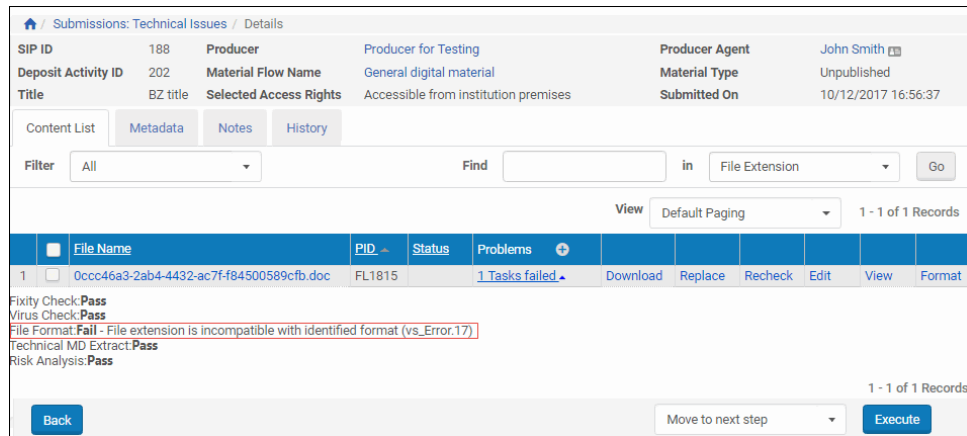 / Submissions: Technical Issues / Details
SIP ID 188 Producer Producer for Testing Producer Agent John Smith
Deposit Activity ID 202 Material Flow Name General digital material Material Type Unpublished
Title BZ title Selected Access Rights Accessible from institution premises Submitted On 10/12/2017 16:56:37
Content List Metadata Notes History
Filter All Find in File Extension Go
View Default Paging 1 - 1 of 1 Records
File Name PID Status Problems
1 0ccc46a3-2ab4-4432-ac7f-f84500589cfb.doc FL1815 1 Tasks failed Download Replace Recheck Edit View Format
Fixity Check:Pass
Virus Check:Pass
File Format:Fail - File extension is incompatible with identified format (vs_Error.17)
Technical MD Extract:Pass
Risk Analysis:Pass
1 - 1 of 1 Records
Back Move to next step Execute